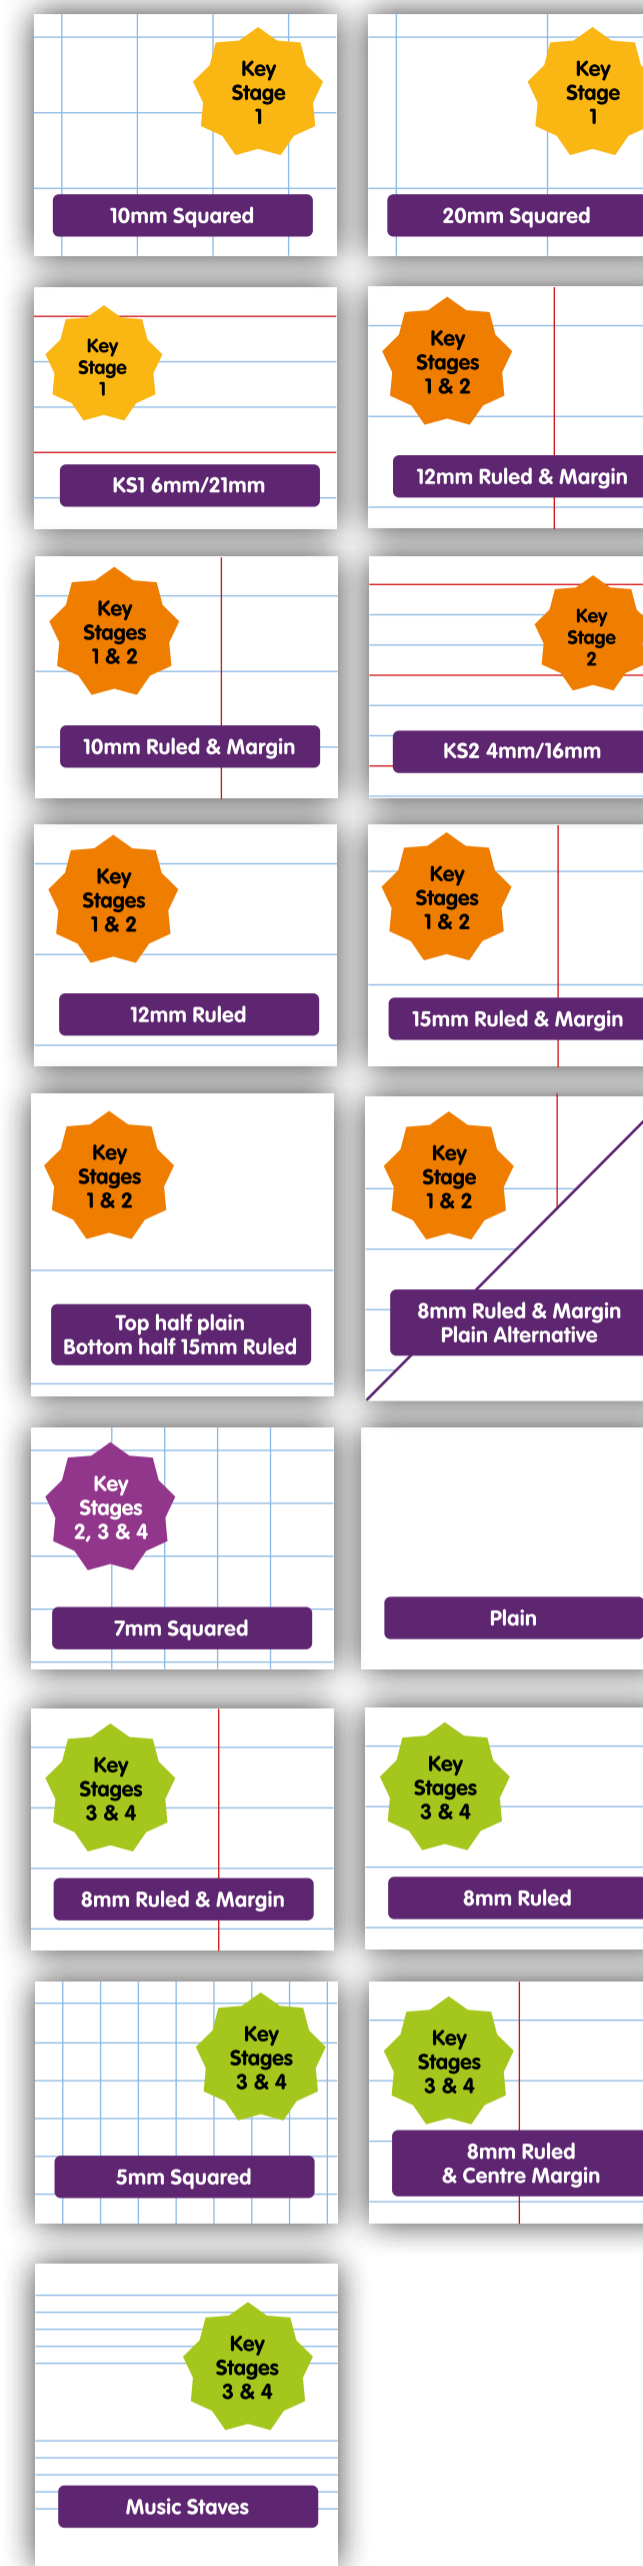 Key
Stage
1
10mm Squared
Key
Stage
1
20mm Squared
Key
Stage
1
KS1 6mm/21mm
Key
Stages
1 & 2
12mm Ruled & Margin
Key
Stages
1 & 2
10mm Ruled & Margin
Key
Stage
2
KS2 4mm/16mm
Key
Stages
1 & 2
12mm Ruled
Key
Stages
1 & 2
15mm Ruled & Margin
Key
Stages
1 & 2
Top half plain
Bottom half 15mm Ruled
Key
Stage
1 & 2
8mm Ruled & Margin
Plain Alternative
Key
Stages
2, 3 & 4
7mm Squared
Plain
Key
Stages
3 & 4
8mm Ruled & Margin
Key
Stages
3 & 4
8mm Ruled
Key
Stages
3 & 4
5mm Squared
Key
Stages
3 & 4
8mm Ruled
& Centre Margin
Key
Stages
3 & 4
Music Staves